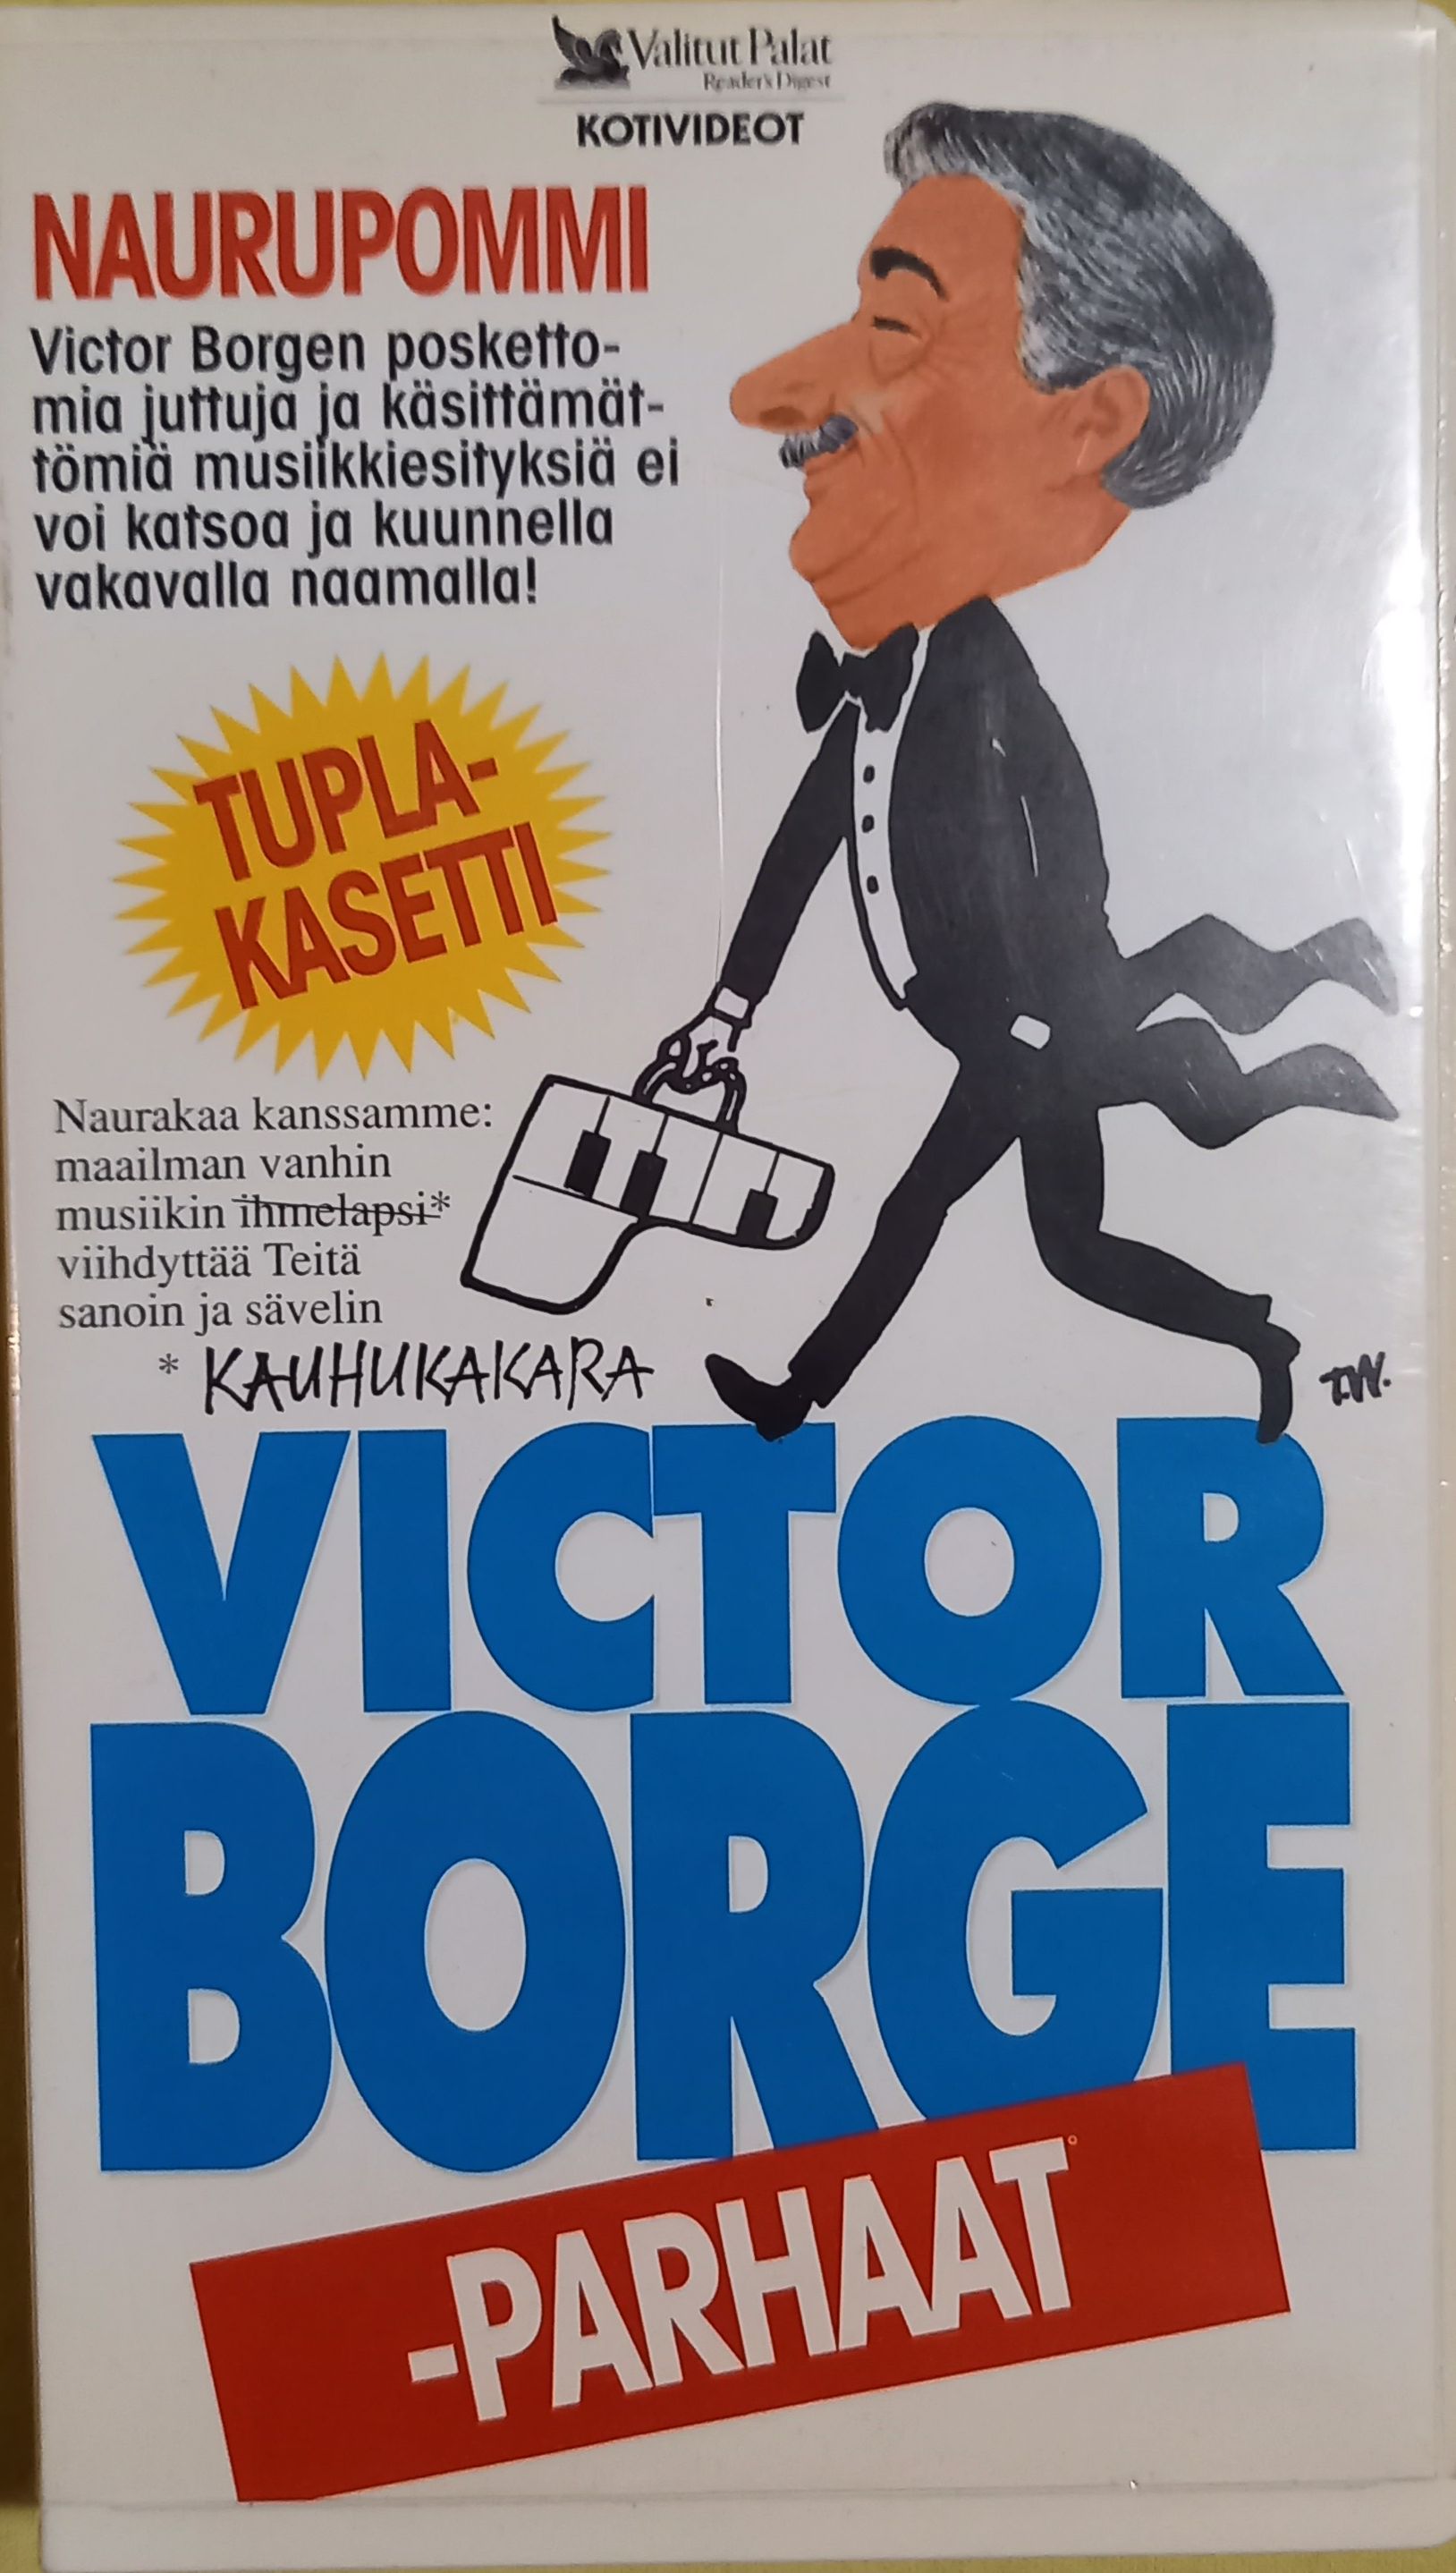 Valitut Palat
Reader's Digest
KOTIVIDEOT
NAURUPOMMI
Victor Borgen posketto-
mia juttuja ja käsittämät-
tömiä musiikkiesityksiä ei
voi katsoa ja kuunnella
vakavalla naamalla!
TUPLA-
KASETTI
Naurakaa kanssamme:
maailman vanhin
musiikin ihmelapsi*
viihdyttää Teitä
sanoin ja sävelin
* KAUHUKAKARA
T.W.
VICTOR
BORGE
-PARHAAT